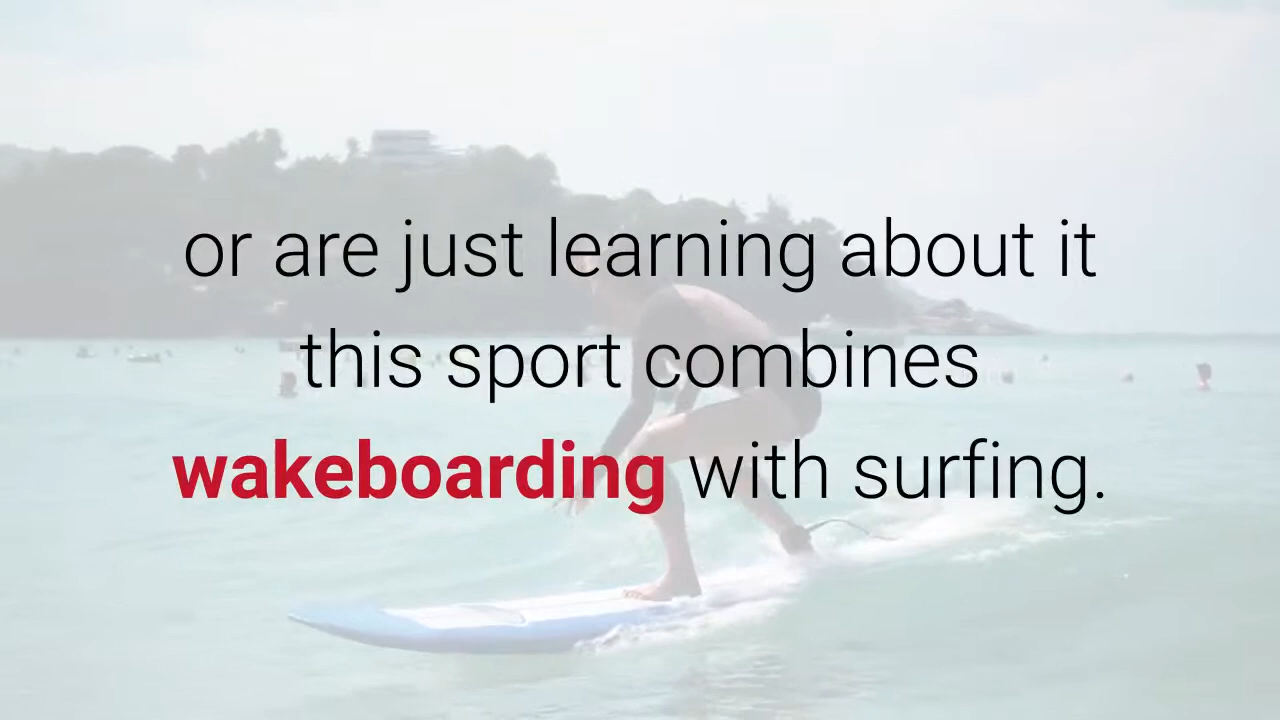 or are just learning about it
this sport combines
wakeboarding with surfing.